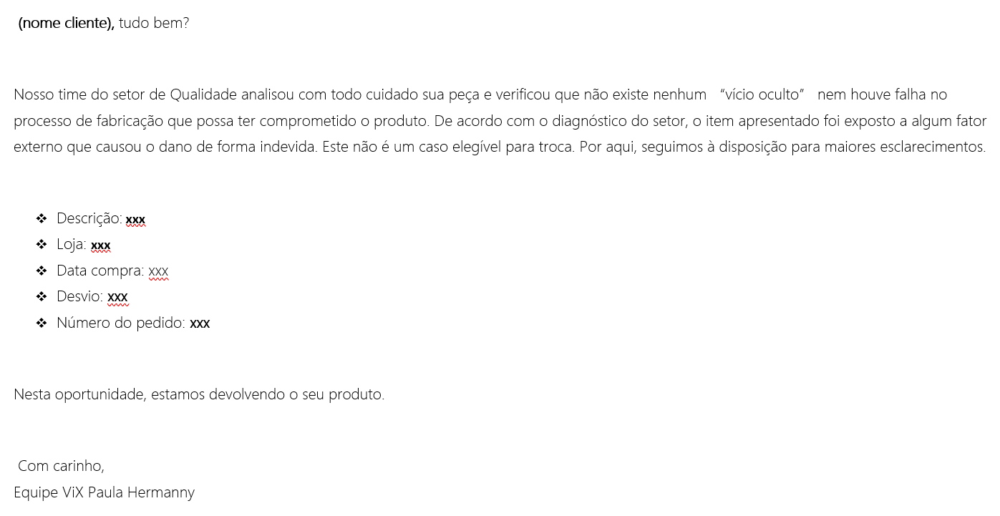 (nome cliente), tudo bem?
Nosso time do setor de Qualidade analisou com todo cuidado sua peça e verificou que não existe nenhum “vício oculto” nem houve falha no
processo de fabricação que possa ter comprometido o produto. De acordo com o diagnóstico do setor, o item apresentado foi exposto a algum fator
externo que causou o dano de forma indevida. Este não é um caso elegível para troca. Por aqui, seguimos à disposição para maiores esclarecimentos.
❖ Descrição: xxx
❖ Loja: xxx
❖ Data compra: xxx
❖ Desvio: xxx
❖ Número do pedido: xxx
Nesta oportunidade, estamos devolvendo o seu produto.
Com carinho,
Equipe ViX Paula Hermanny